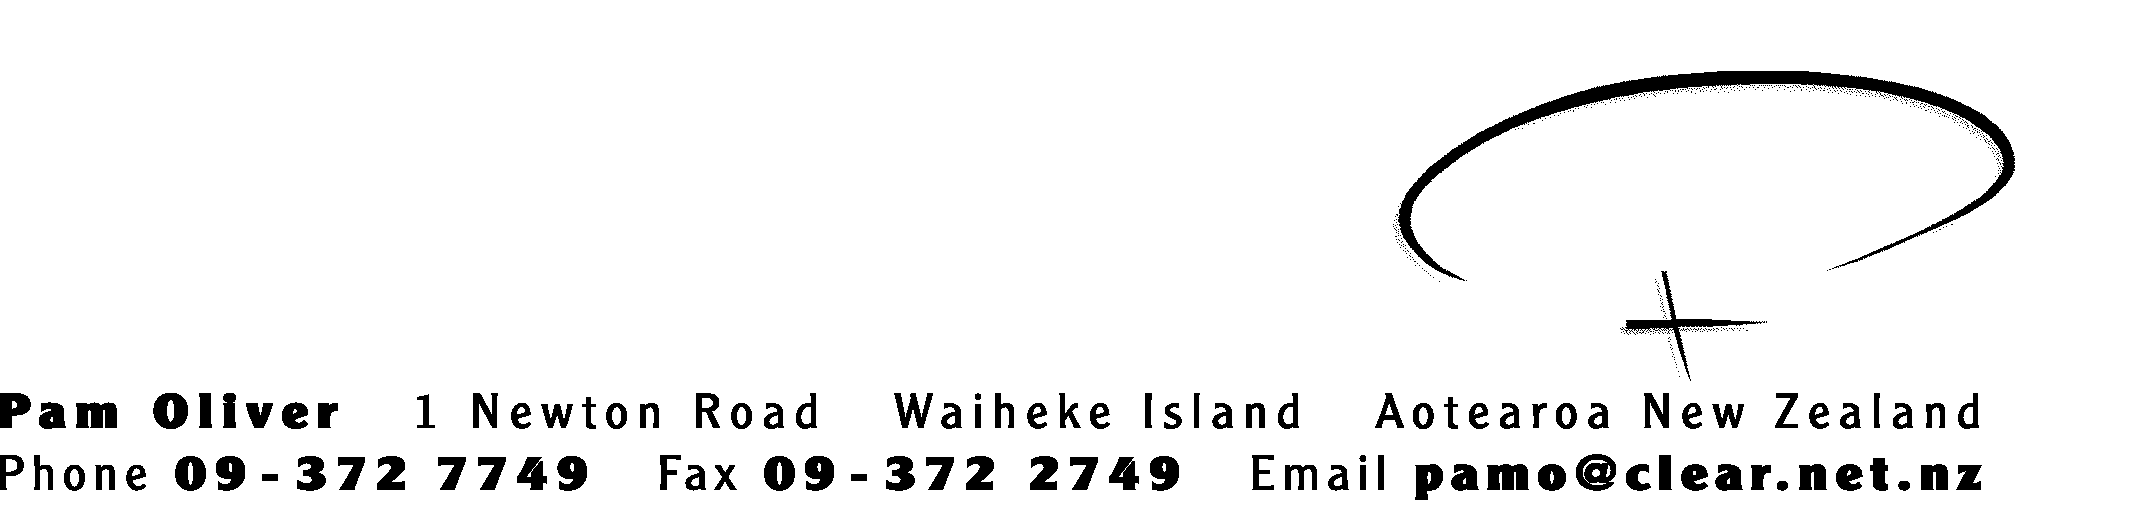 Pam Oliver 1 Newton Road Waiheke Island Aotearoa New Zealand
Phone 09-372 7749 Fax 09-372 2749 Email pamo@clear.net.nz